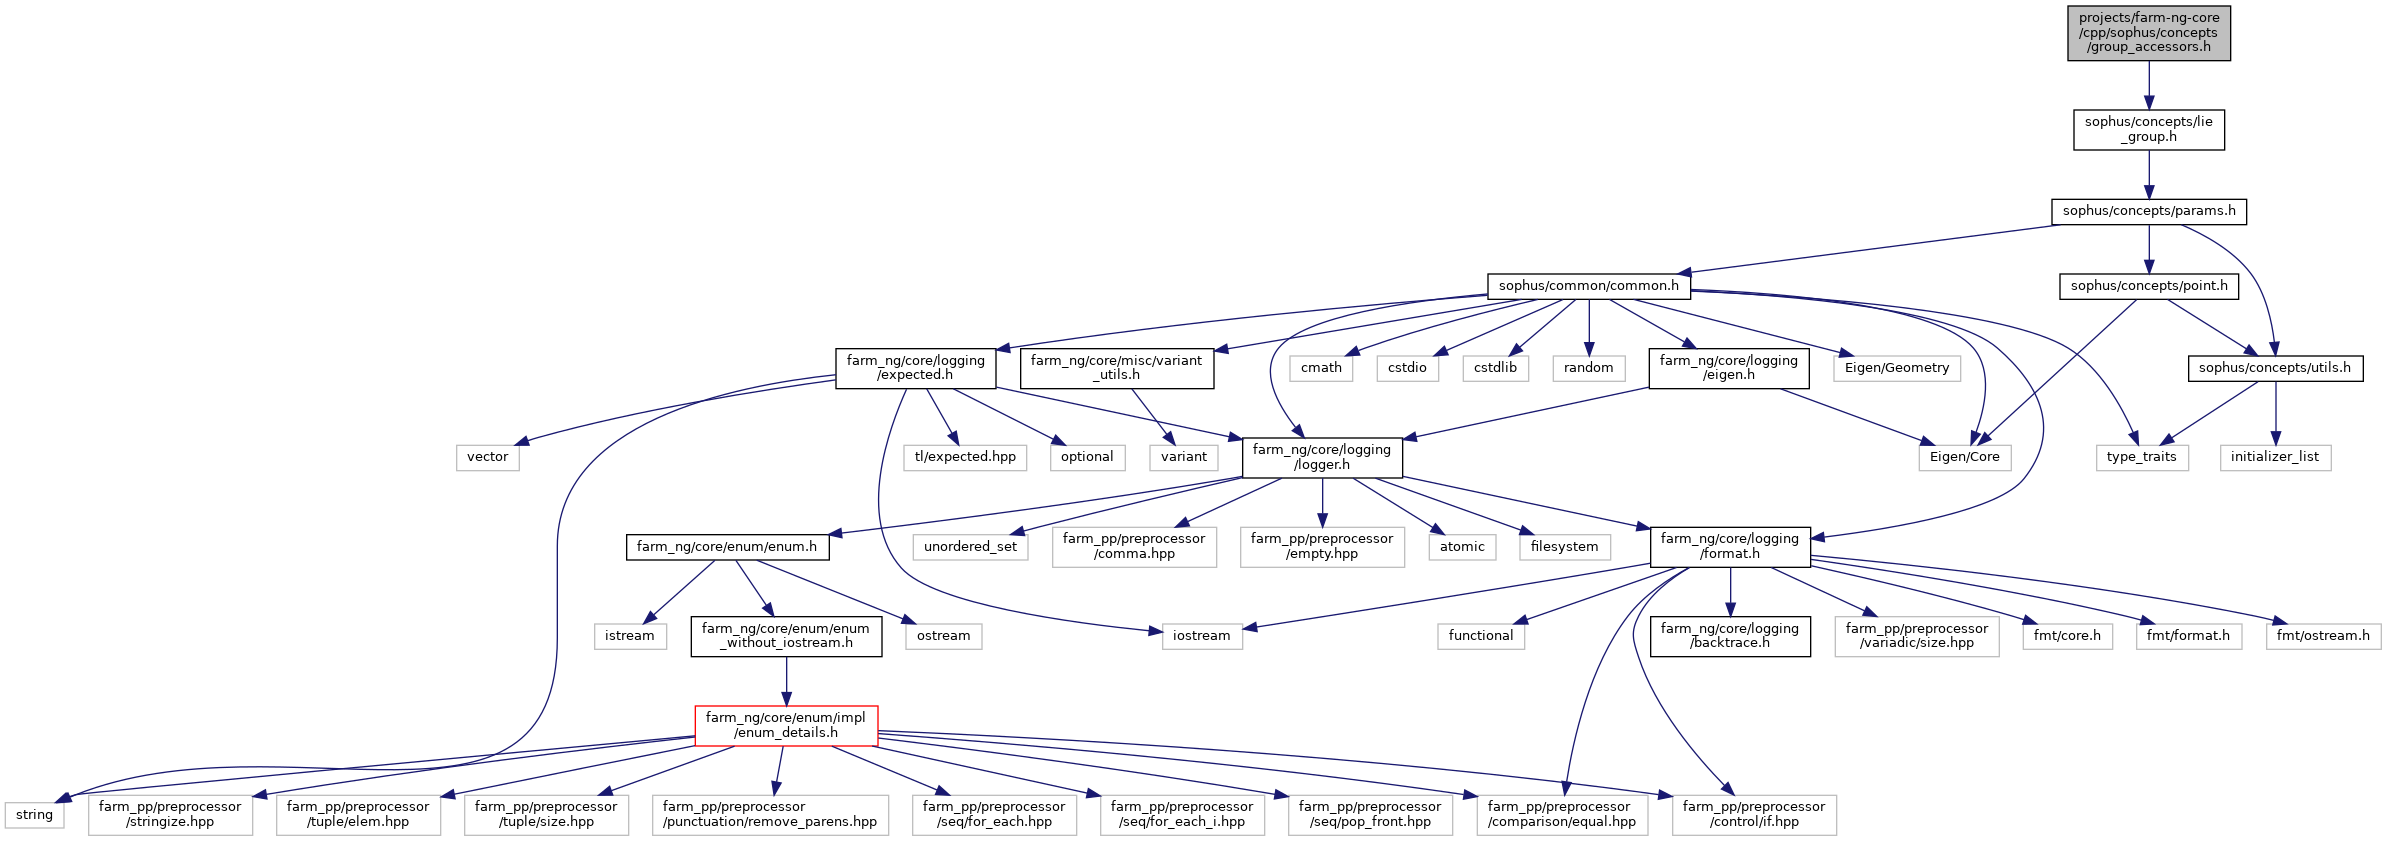 projects/farm-ng-core
/cpp/sophus/concepts
/group_accessors.h
sophus/concepts/lie
_group.h
sophus/concepts/params.h
sophus/common/common.h
sophus/concepts/point.h
farm_ng/core/logging
/expected.h
farm_ng/core/misc/variant
_utils.h
cmath
cstdio
cstdlib
random
farm_ng/core/logging
/eigen.h
Eigen/Geometry
sophus/concepts/utils.h
vector
tl/expected.hpp
optional
variant
farm_ng/core/logging
/logger.h
Eigen/Core
type_traits
initializer_list
farm_ng/core/enum/enum.h
unordered_set
farm_pp/preprocessor
/comma.hpp
farm_pp/preprocessor
/empty.hpp
atomic
filesystem
farm_ng/core/logging
/format.h
istream
farm_ng/core/enum/enum
_without_iostream.h
ostream
iostream
functional
farm_ng/core/logging
/backtrace.h
farm_pp/preprocessor
/variadic/size.hpp
fmt/core.h
fmt/format.h
fmt/ostream.h
farm_ng/core/enum/impl
/enum_details.h
string
farm_pp/preprocessor
/stringize.hpp
farm_pp/preprocessor
/tuple/elem.hpp
farm_pp/preprocessor
/tuple/size.hpp
farm_pp/preprocessor
/punctuation/remove_parens.hpp
farm_pp/preprocessor
/seq/for_each.hpp
farm_pp/preprocessor
/seq/for_each_i.hpp
farm_pp/preprocessor
/seq/pop_front.hpp
farm_pp/preprocessor
/comparison/equal.hpp
farm_pp/preprocessor
/control/if.hpp